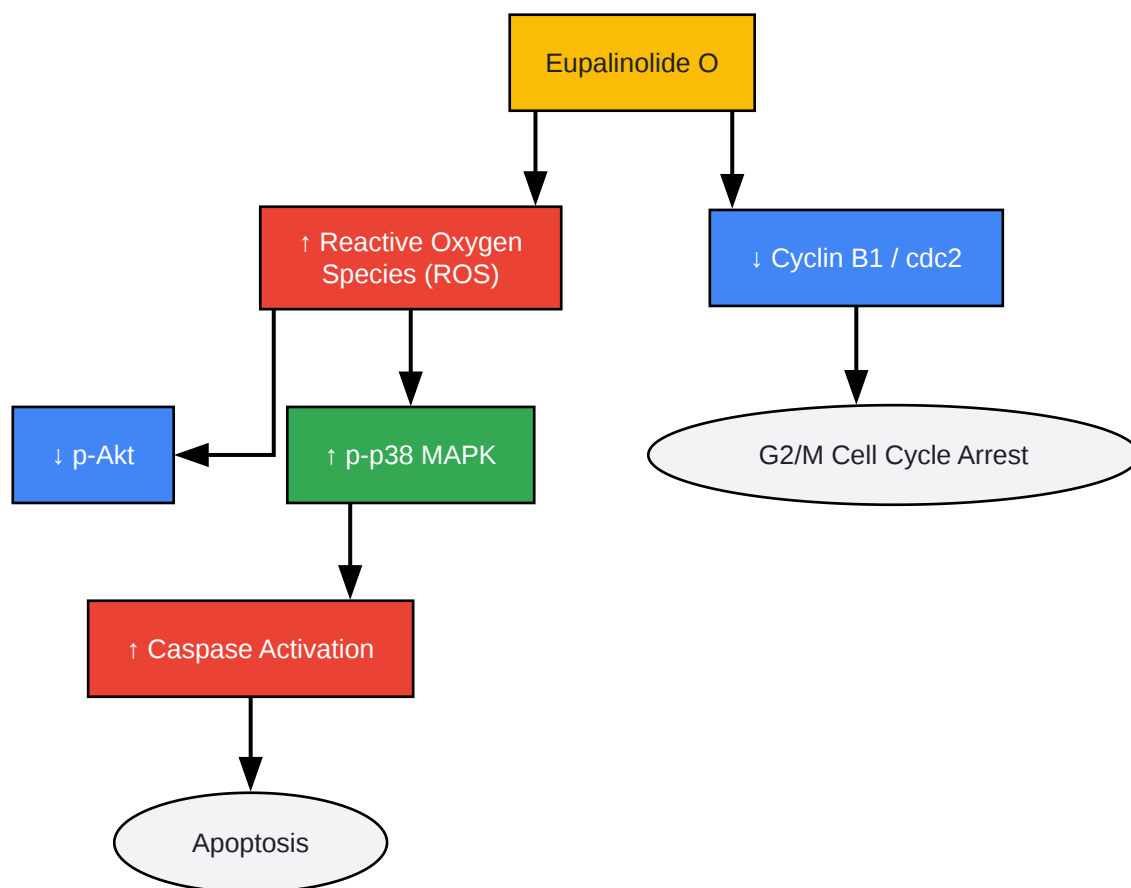 Eupalinolide O
↑ Reactive Oxygen
Species (ROS)
↓ Cyclin B1 / cdc2
↓ p-Akt
↑ p-p38 MAPK
G2/M Cell Cycle Arrest
↑ Caspase Activation
Apoptosis